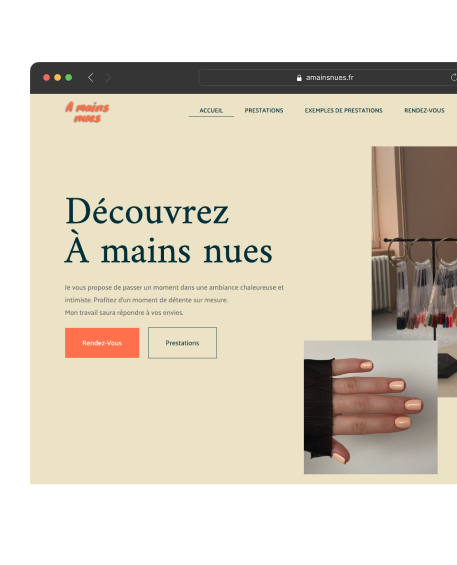 amainsnues.fr
A mains
nues
ACCUEIL PRESTATIONS EXEMPLES DE PRESTATIONS RENDEZ-VOUS
Découvrez
À mains nues
Je vous propose de passer un moment dans une ambiance chaleureuse et
intimiste. Profitez d'un moment de détente sur mesure.
Mon travail saura répondre à vos envies.
Rendez-Vous Prestations